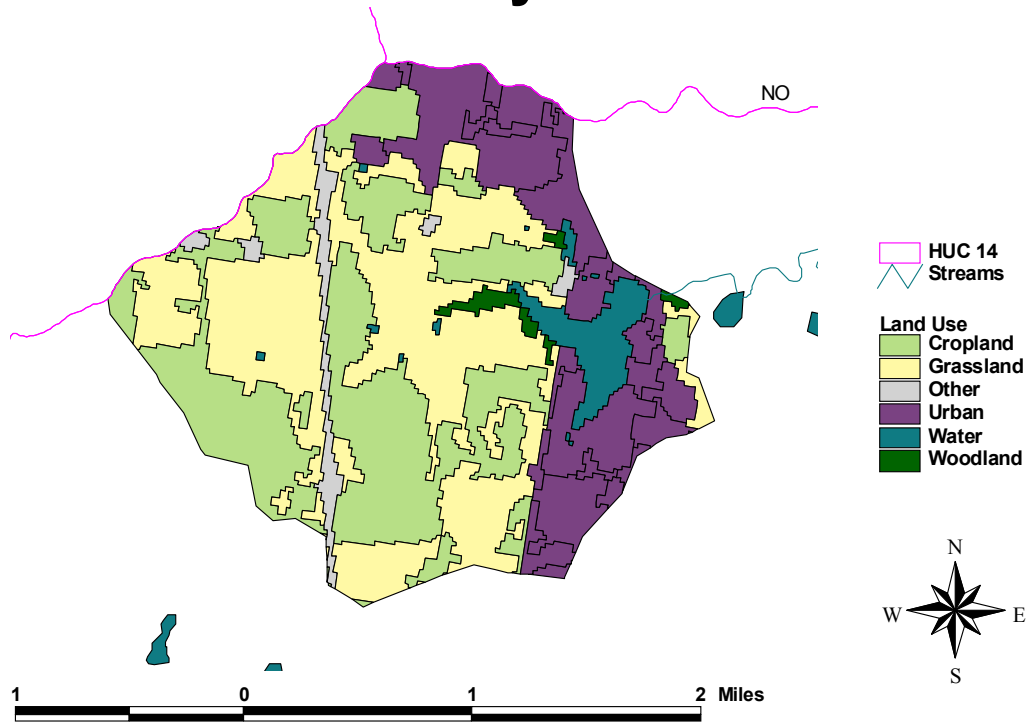 NO
HUC 14
Streams
Land Use
Cropland
Grassland
Other
Urban
Water
Woodland
N
W E
S
1 0 1 2 Miles